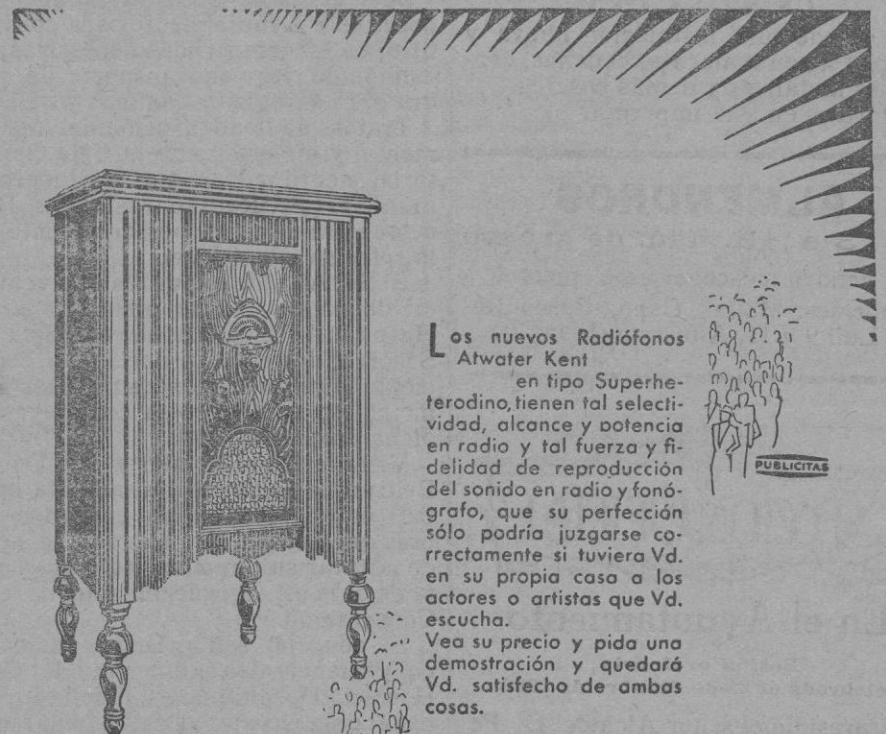 Los nuevos Radiófonos
Atwater Kent
en tipo Superhe-
terodino, tienen tal selecti-
vidad, alcance y potencia
en radio y tal fuerza y fi-
delidad de reproducción
del sonido en radio y fonó-
grafo, que su perfección
sólo podría juzgarse co-
rrectamente si tuviera Vd.
en su propia casa a los
actores o artistas que Vd.
escucha.
Vea su precio y pida una
demostración y quedará
Vd. satisfecho de ambas
cosas.
PUBLICITAS